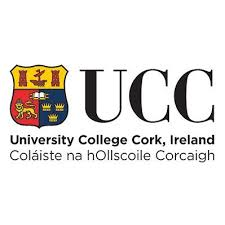 UCC
University College Cork, Ireland
Coláiste na hOllscoile Corcaigh